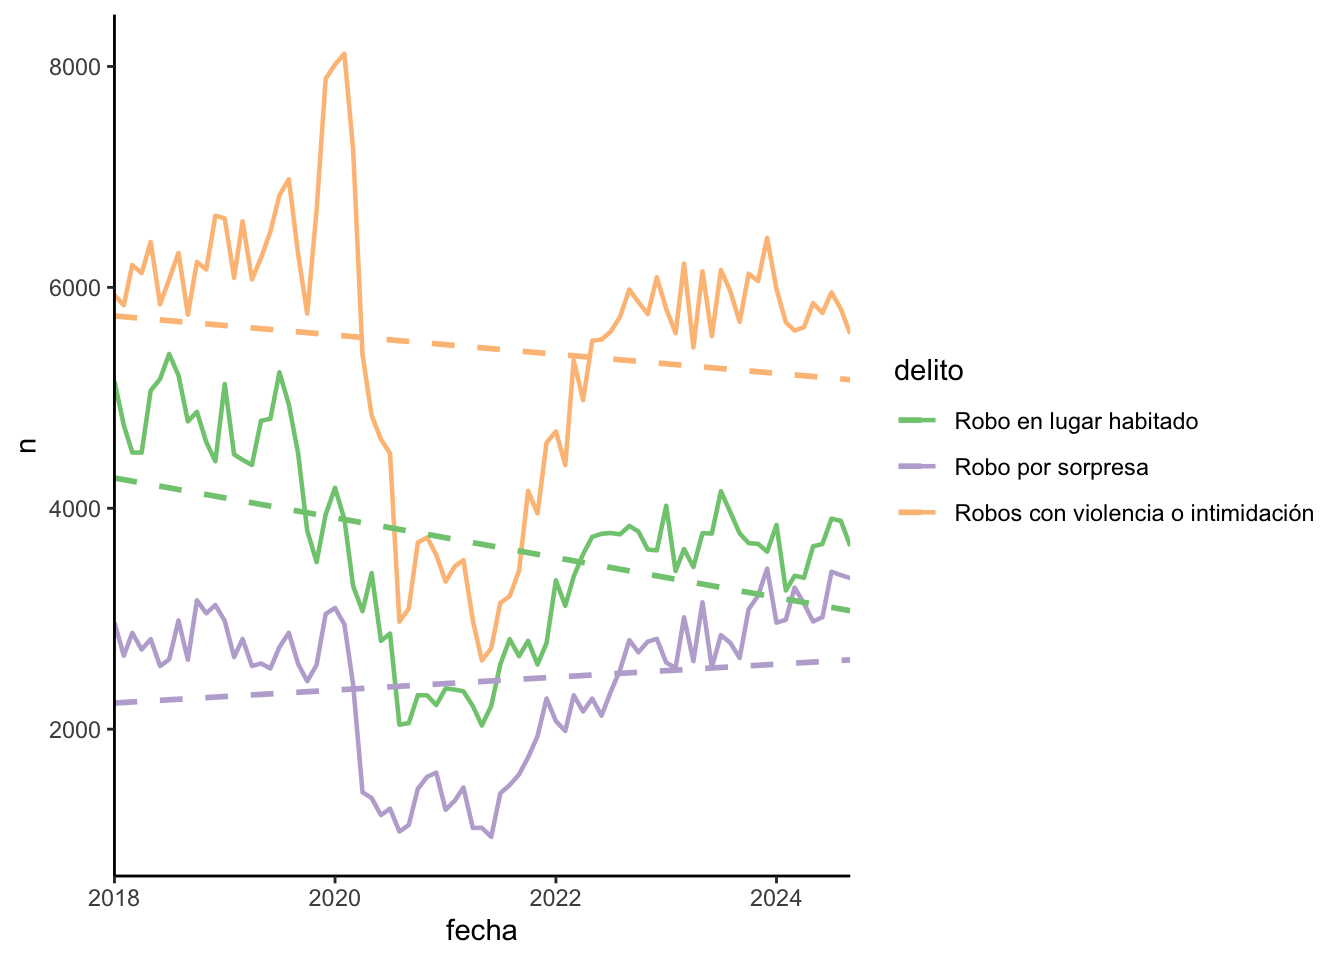 8000
6000
4000
2000
n
2018
2020
2022
2024
fecha
delito
Robo en lugar habitado
Robo por sorpresa
Robos con violencia o intimidación